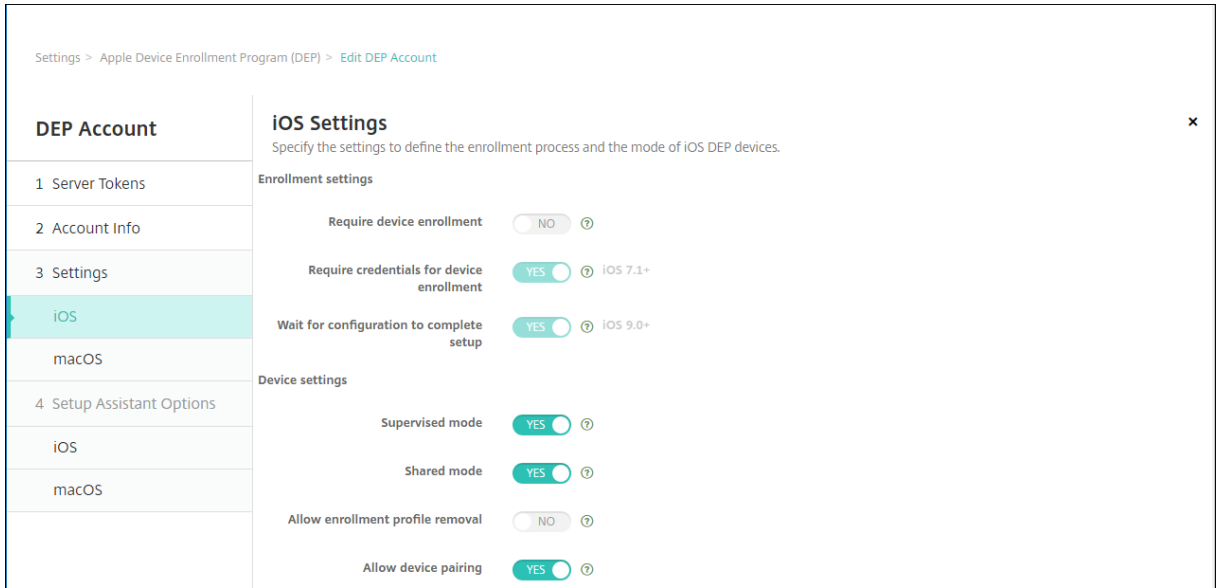 Settings > Apple Device Enrollment Program (DEP) > Edit DEP Account
DEP Account
1 Server Tokens
2 Account Info
3 Settings
iOS
macOS
4 Setup Assistant Options
iOS
macOS
iOS Settings
×
Specify the settings to define the enrollment process and the mode of iOS DEP devices.
Enrollment settings
Require device enrollment NO ?
Require credentials for device YES ? iOS 7.1+
enrollment
Wait for configuration to complete YES ? iOS 9.0+
setup
Device settings
Supervised mode YES ?
Shared mode YES ?
Allow enrollment profile removal NO ?
Allow device pairing YES ?